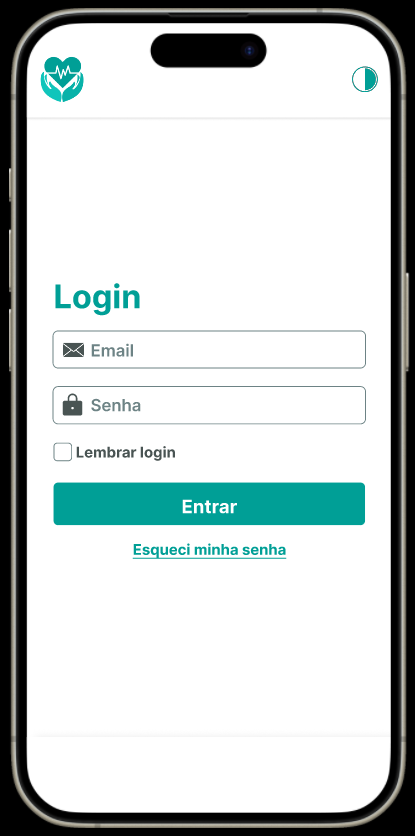 Login
Email
Senha
Lembrar login
Entrar
Esqueci minha senha